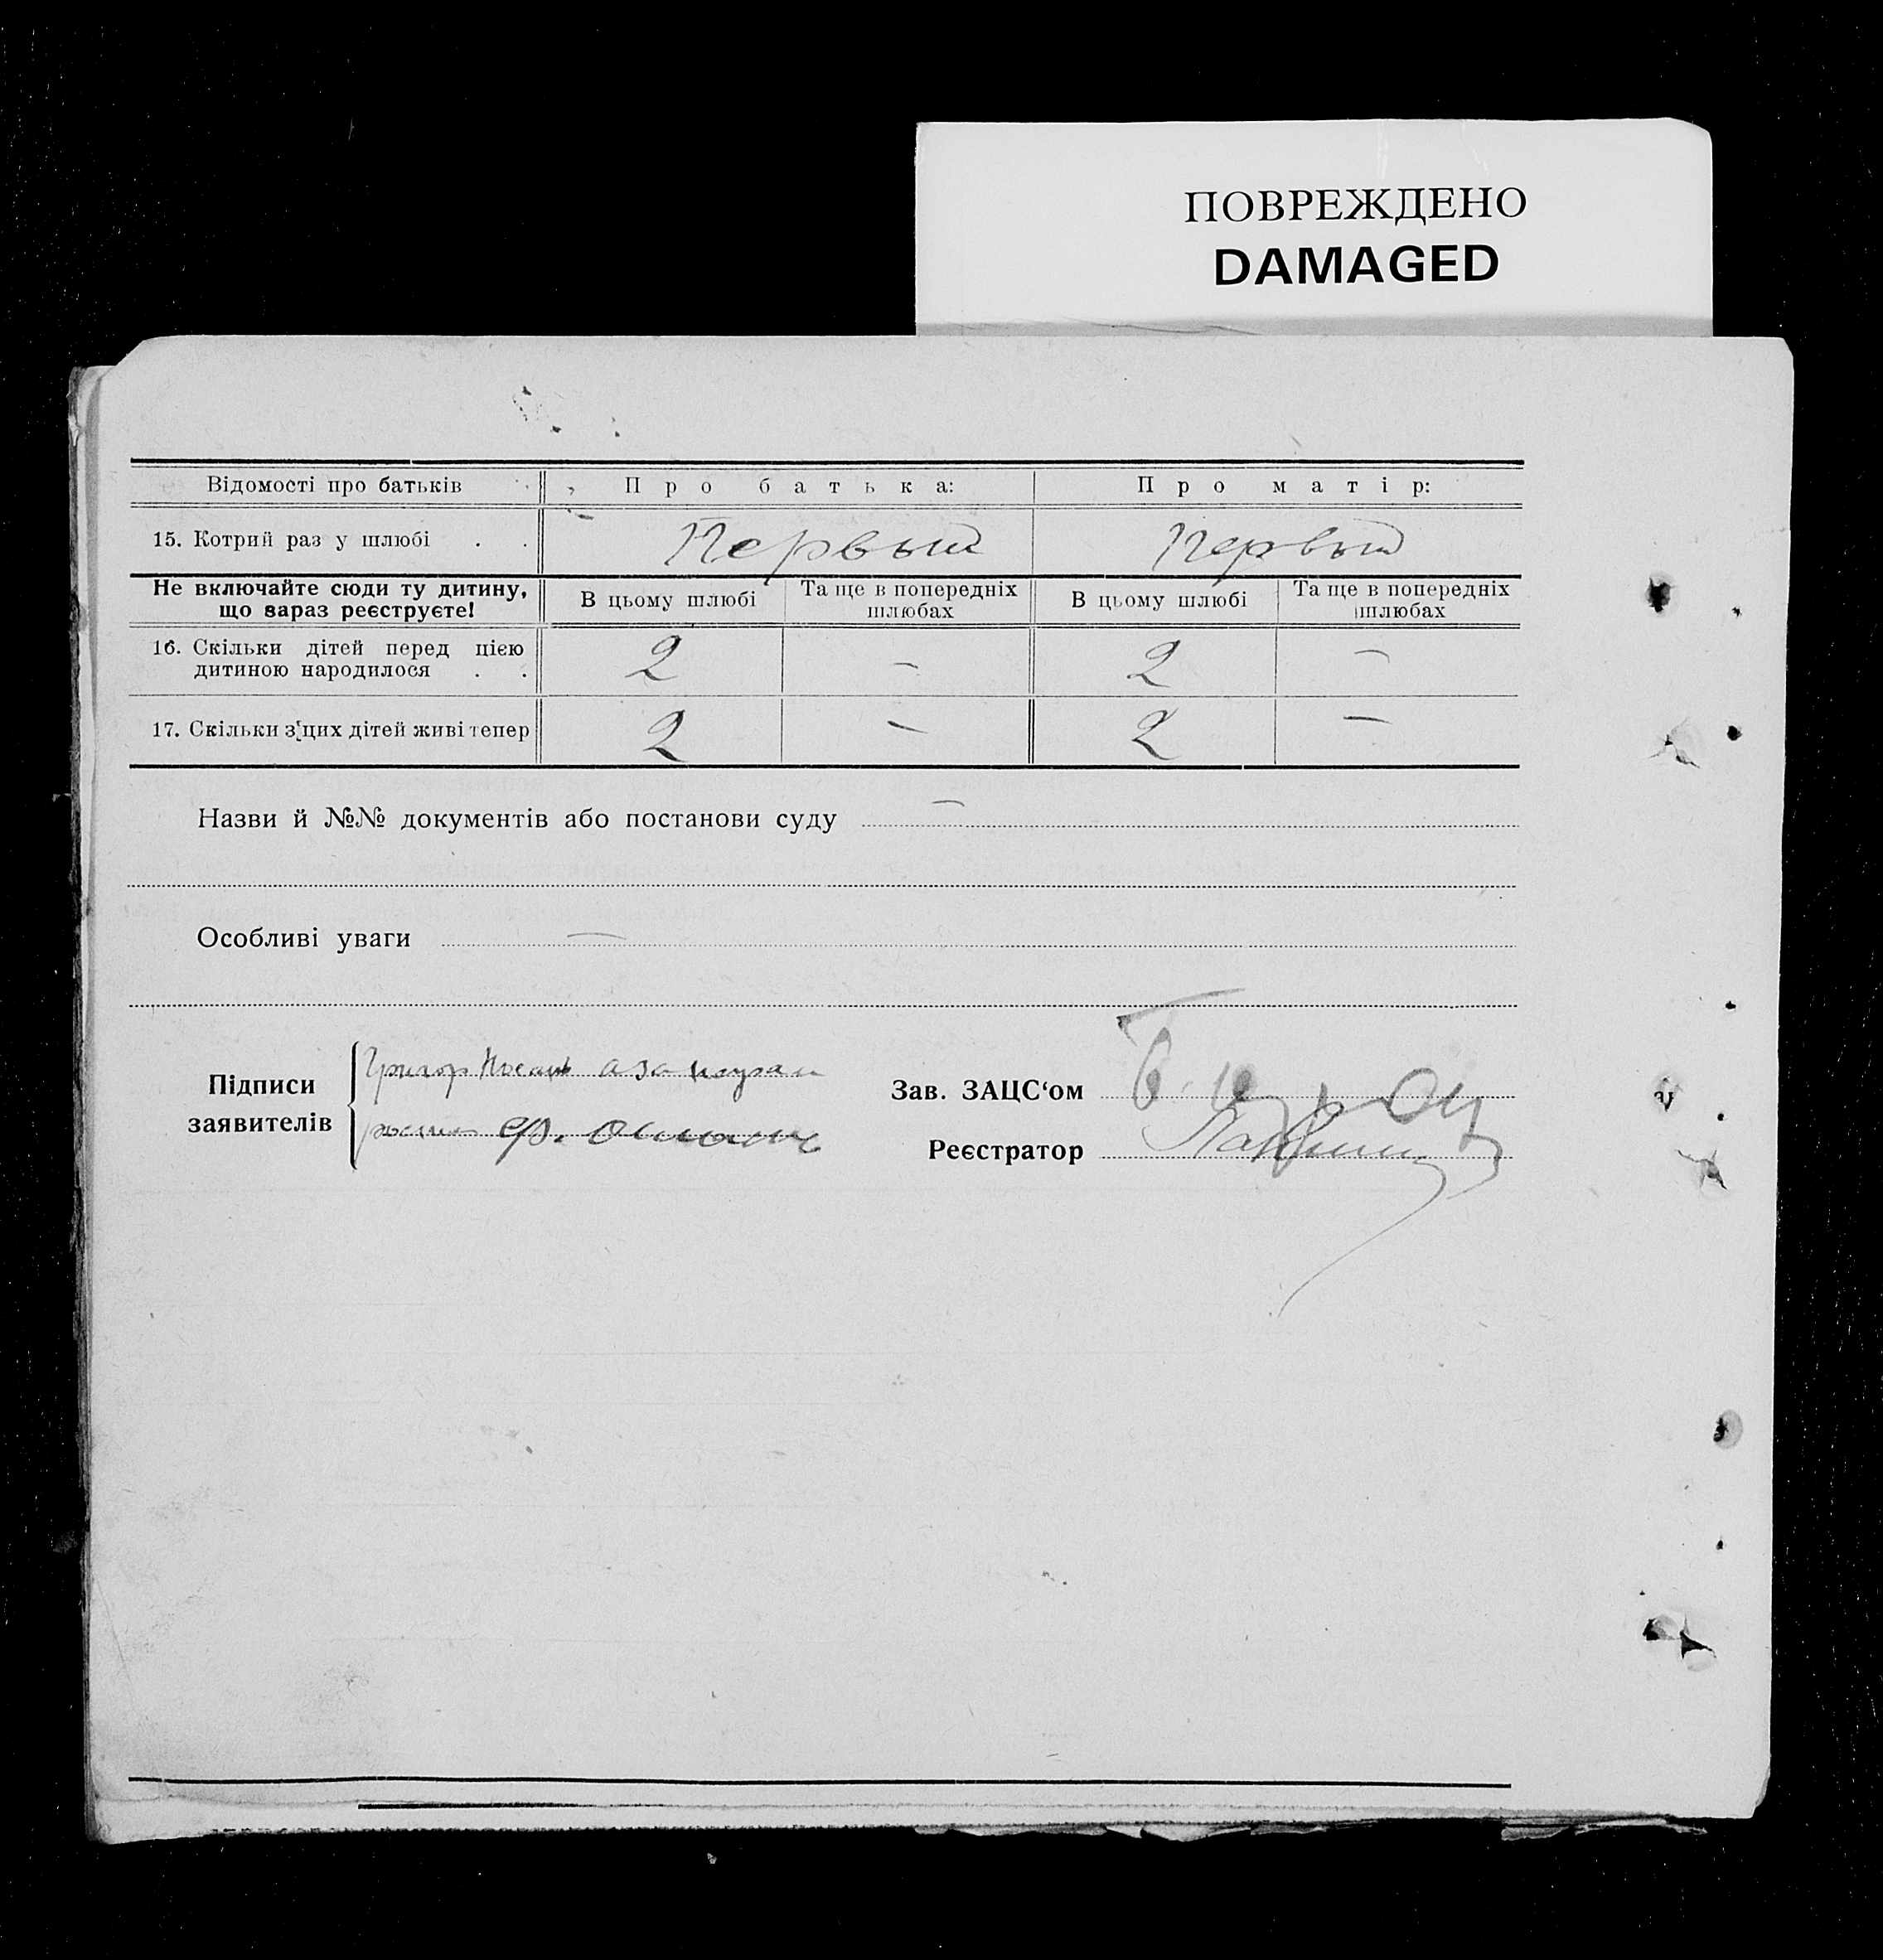 ПОВРЕЖДЕНО
DAMAGED
Відомості про батьків Про батька: Про матір:
15. Котрий раз у шлюбі . . Первый Первый
Не включайте сюди ту дитину, що зараз реєструєте! В цьому шлюбі Та ще в попередніх шлюбах В цьому шлюбі Та ще в попередніх шлюбах
16. Скільки дітей перед цією дитиною народилося . . 2 – 2 –
17. Скільки з цих дітей живі тепер 2 – 2 –
Назви й №№ документів або постанови суду –
Особливі уваги –
Підписи заявителів
Зав. ЗАЦС‘ом
Реєстратор